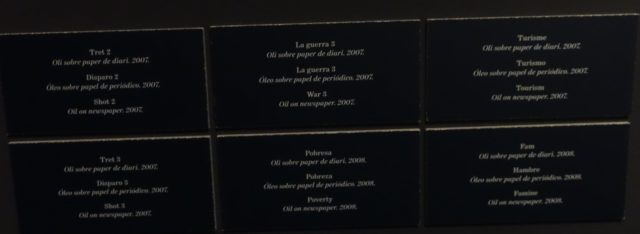 Tret 2
Oli sobre paper de diari. 2007.
Disparo 2
Óleo sobre papel de periódico. 2007.
Shot 2
Oil on newspaper. 2007.
La guerra 3
Oli sobre paper de diari. 2007.
La guerra 3
Óleo sobre papel de periódico. 2007.
War 3
Oil on newspaper. 2007.
Turisme
Oli sobre paper de diari. 2007.
Turismo
Óleo sobre papel de periódico. 2007.
Tourism
Oil on newspaper. 2007.
Tret 3
Oli sobre paper de diari. 2007.
Disparo 3
Óleo sobre papel de periódico. 2007.
Shot 3
Oil on newspaper. 2007.
Pobresa
Oli sobre paper de diari. 2008.
Pobreza
Óleo sobre papel de periódico. 2008.
Poverty
Oil on newspaper. 2008.
Fam
Oli sobre paper de diari. 2008.
Hambre
Óleo sobre papel de periódico. 2008.
Famine
Oil on newspaper. 2008.